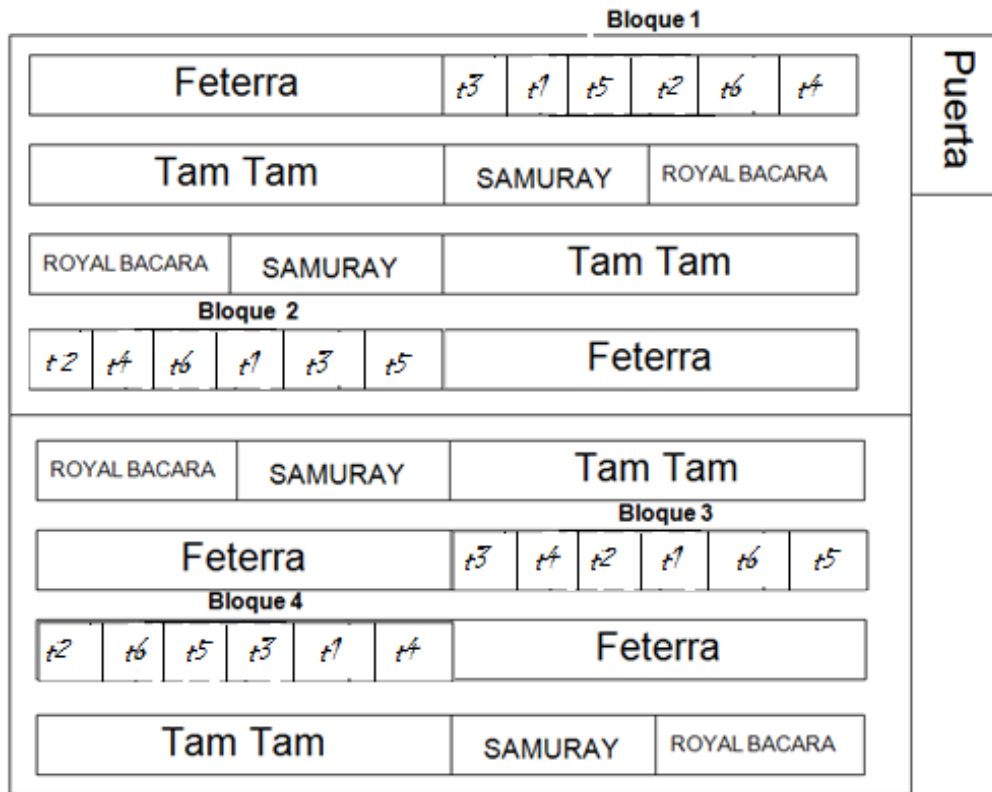 Bloque 1
Feterra t3 t1 t5 t2 t6 t4
Puerta
Tam Tam SAMURAY ROYAL BACARA
ROYAL BACARA SAMURAY Tam Tam
Bloque 2
t2 t4 t6 t1 t3 t5 Feterra
ROYAL BACARA SAMURAY Tam Tam
Bloque 3
Feterra t3 t4 t2 t1 t6 t5
Bloque 4
t2 t6 t5 t3 t1 t4 Feterra
Tam Tam SAMURAY ROYAL BACARA